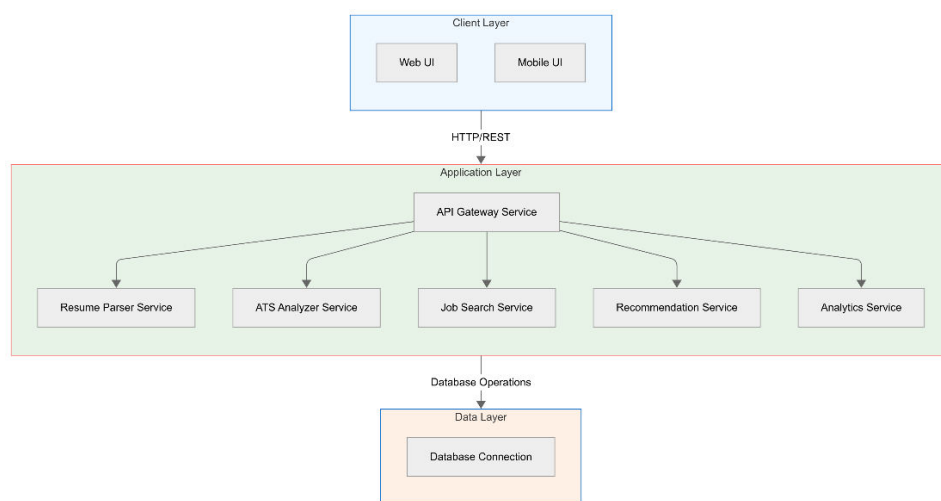 Client Layer
Web UI
Mobile UI
HTTP/REST
Application Layer
API Gateway Service
Resume Parser Service
ATS Analyzer Service
Job Search Service
Recommendation Service
Analytics Service
Database Operations
Data Layer
Database Connection